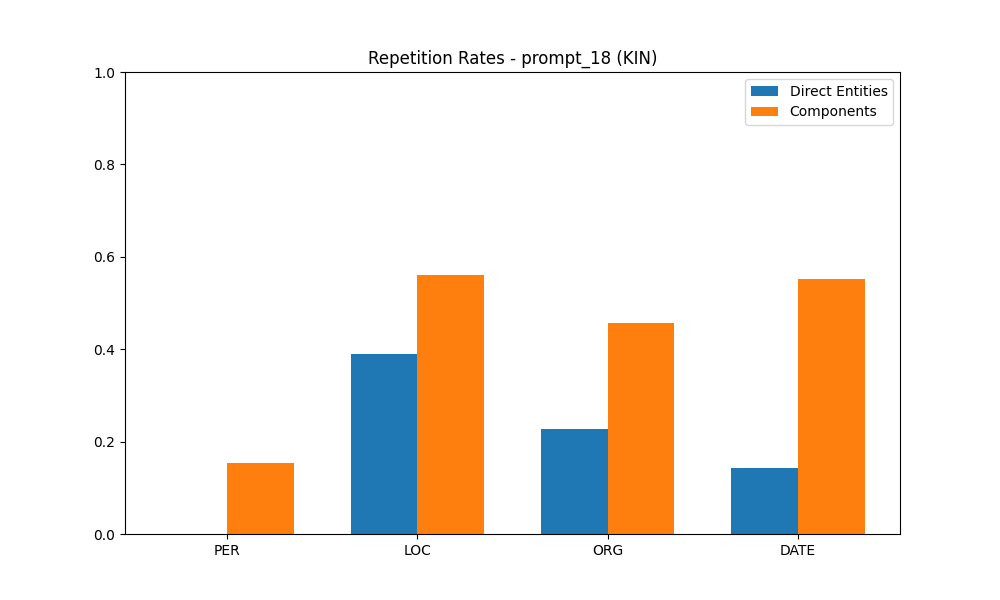 Repetition Rates - prompt_18 (KIN)
1.0
0.8
0.6
0.4
0.2
0.0
Direct Entities
Components
PER LOC ORG DATE